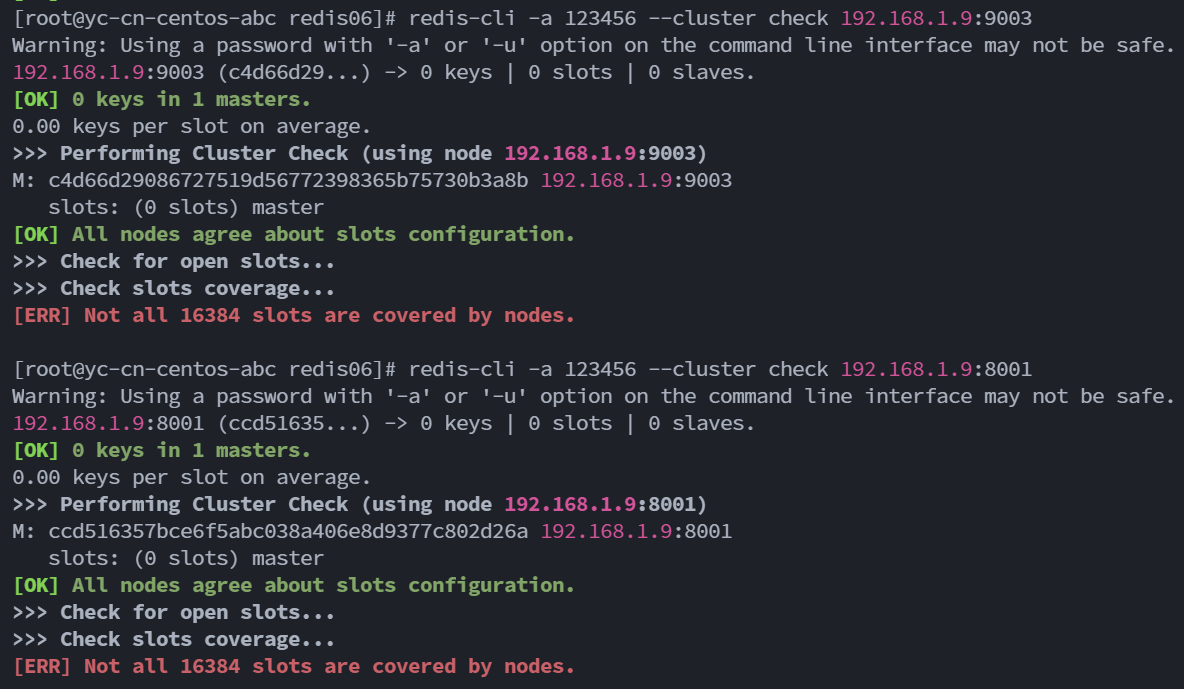 [root@yc-cn-centos-abc redis06]# redis-cli -a 123456 --cluster check 192.168.1.9:9003
Warning: Using a password with '-a' or '-u' option on the command line interface may not be safe.
192.168.1.9:9003 (c4d66d29...) -> 0 keys | 0 slots | 0 slaves.
[OK] 0 keys in 1 masters.
0.00 keys per slot on average.
>>> Performing Cluster Check (using node 192.168.1.9:9003)
M: c4d66d29086727519d56772398365b75730b3a8b 192.168.1.9:9003
   slots: (0 slots) master
[OK] All nodes agree about slots configuration.
>>> Check for open slots...
>>> Check slots coverage...
[ERR] Not all 16384 slots are covered by nodes.

[root@yc-cn-centos-abc redis06]# redis-cli -a 123456 --cluster check 192.168.1.9:8001
Warning: Using a password with '-a' or '-u' option on the command line interface may not be safe.
192.168.1.9:8001 (ccd51635...) -> 0 keys | 0 slots | 0 slaves.
[OK] 0 keys in 1 masters.
0.00 keys per slot on average.
>>> Performing Cluster Check (using node 192.168.1.9:8001)
M: ccd516357bce6f5abc038a406e8d9377c802d26a 192.168.1.9:8001
   slots: (0 slots) master
[OK] All nodes agree about slots configuration.
>>> Check for open slots...
>>> Check slots coverage...
[ERR] Not all 16384 slots are covered by nodes.